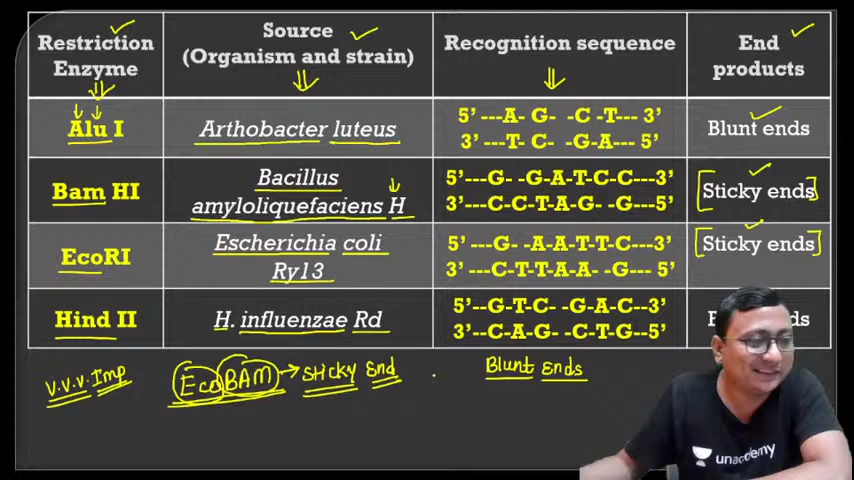 Restriction Enzyme
Source (Organism and strain)
Recognition sequence
End products
Alu I
Arthobacter luteus
5' ---A- G- -C -T--- 3'
3' ---T- C- -G-A--- 5'
Blunt ends
Bam HI
Bacillus
amyloliquefaciens H
5'---G- -G-A-T-C-C---3'
3'---C-C-T-A-G- -G---5'
Sticky ends
EcoRI
Escherichia coli
Ry13
5' ---G- -A-A-T-T-C---3'
3' ---C-T-T-A-A- -G--- 5'
Sticky ends
Hind II
H. influenzae Rd
5'---G-T-C- -G-A-C--3'
3'---C-A-G- -C-T-G--5'
V.V.V. Imp
Eco BAM → Sticky End
Blunt Ends
unacademy